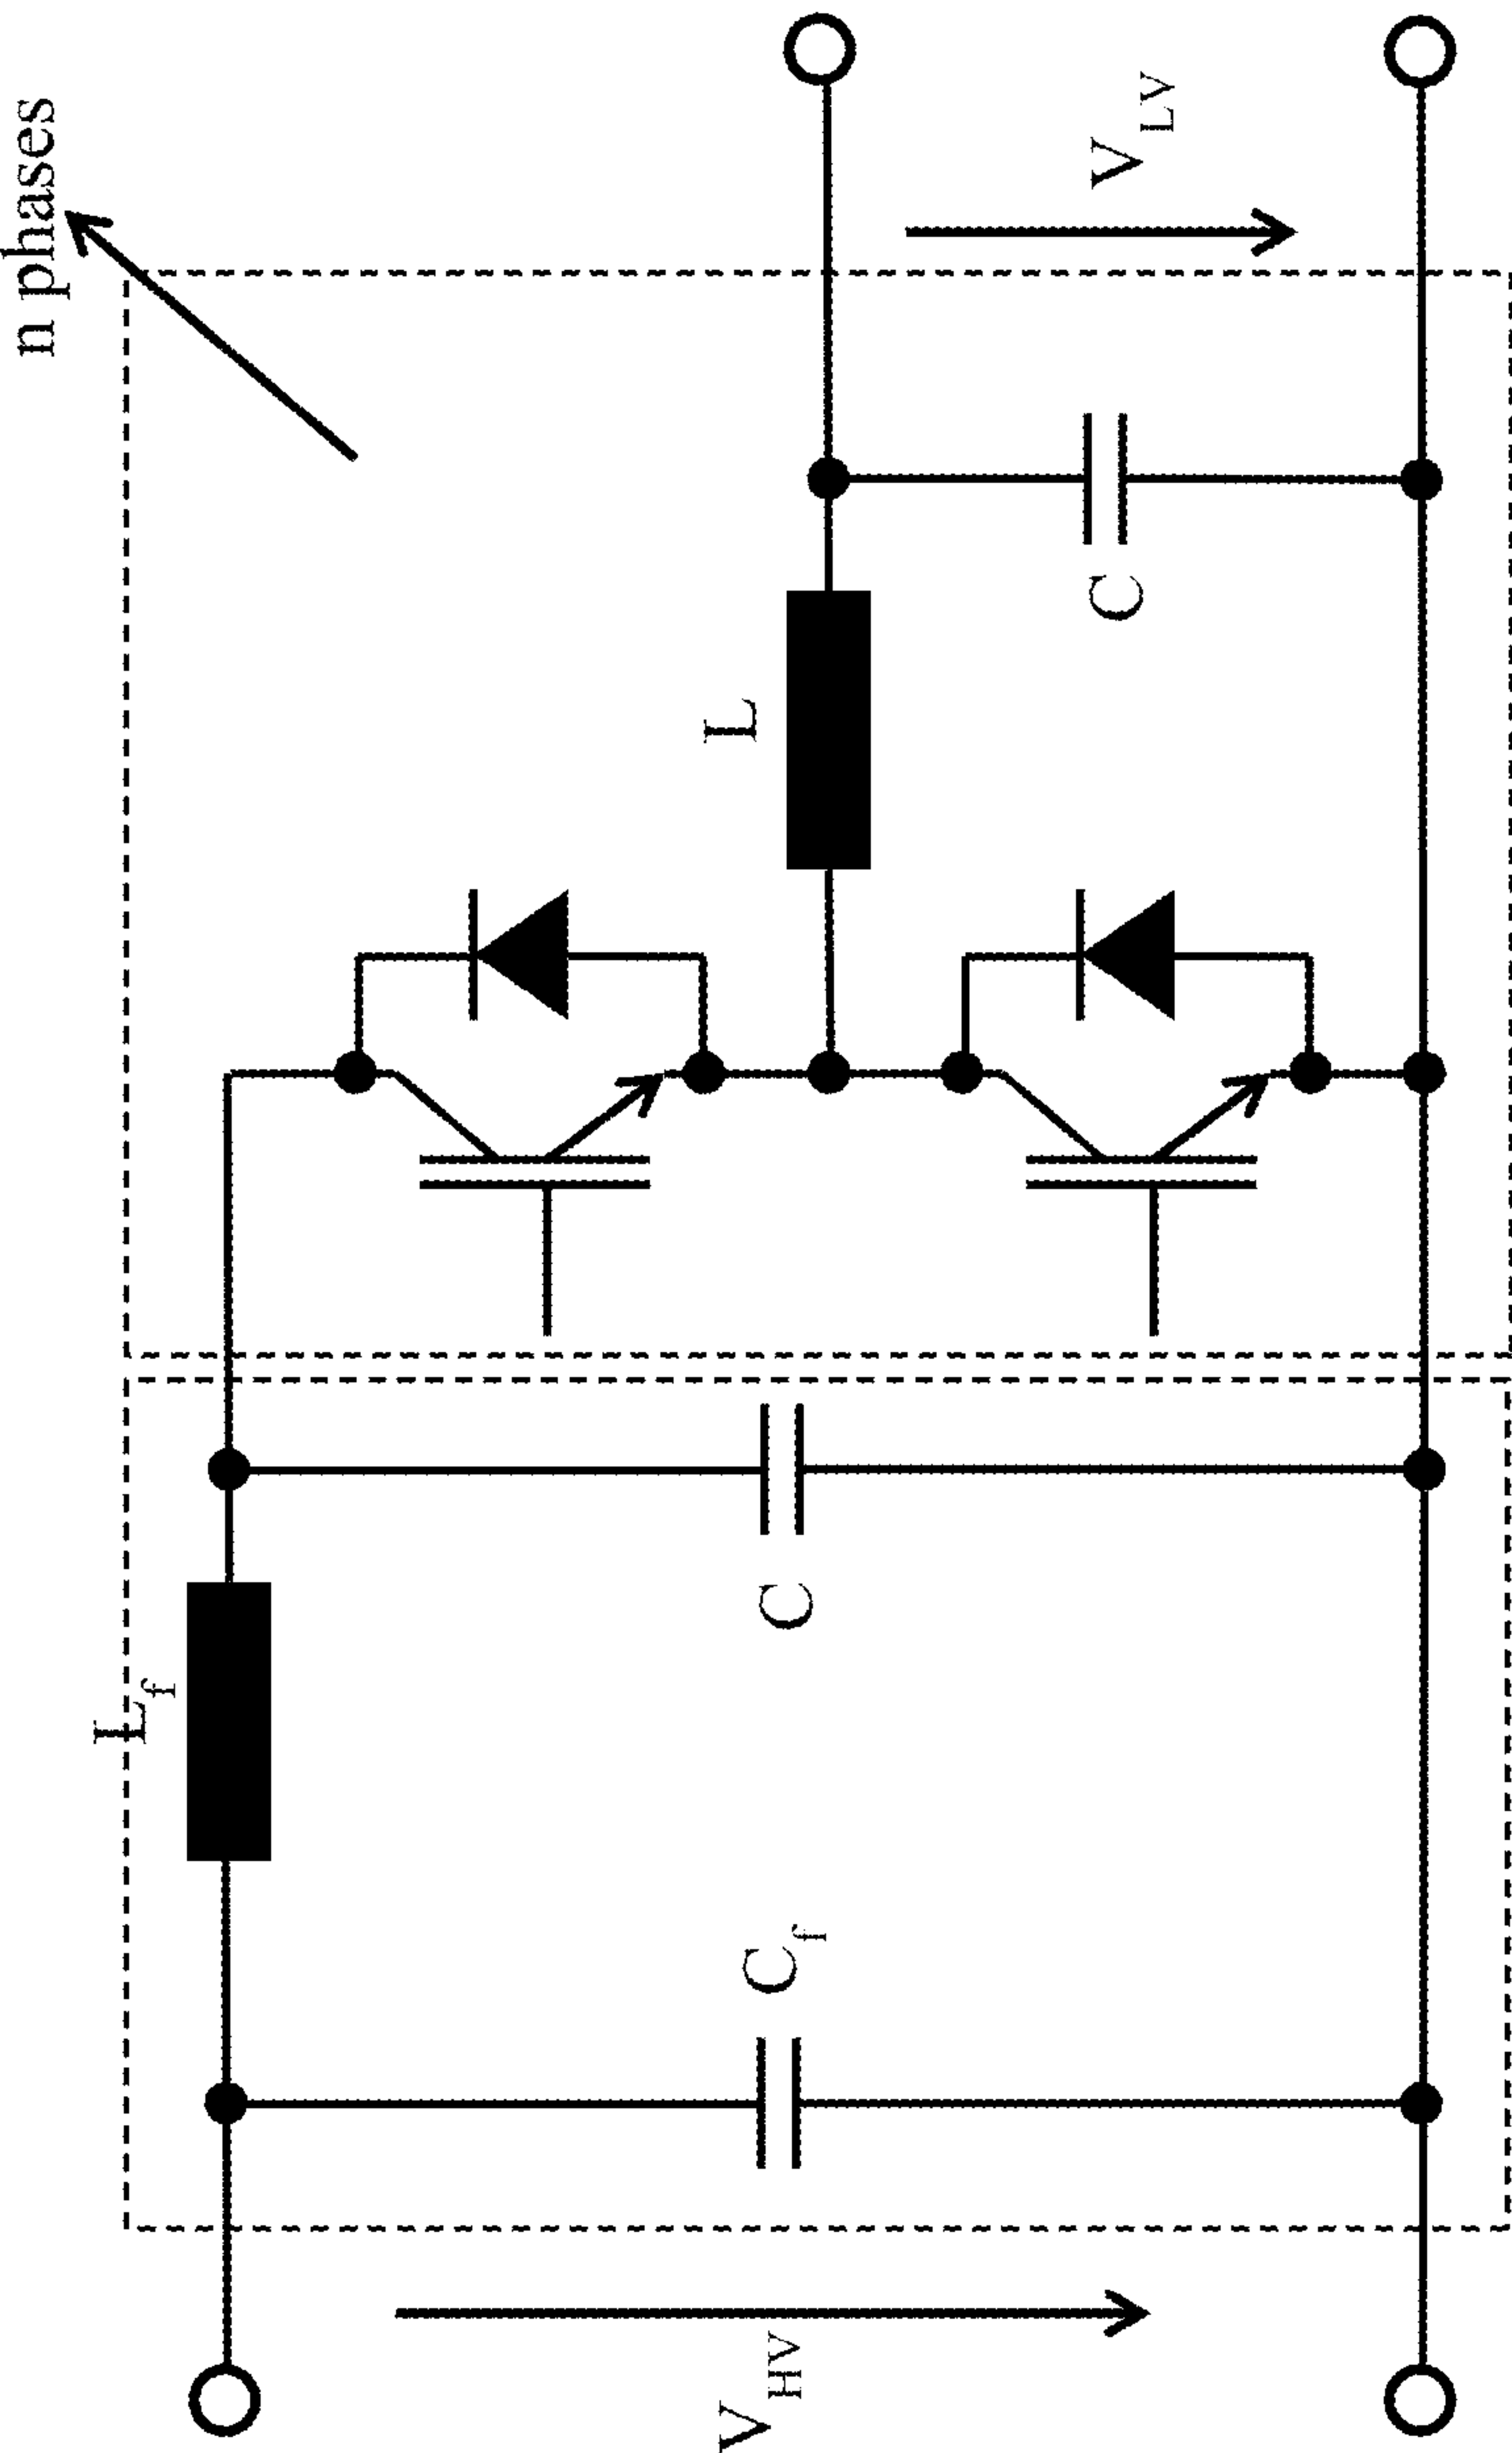 n phases
L_f
C_f
C
L
C
V_HV
V_LV